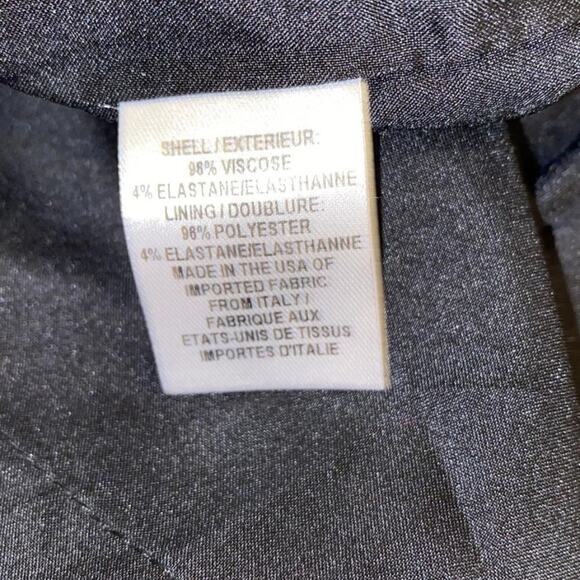 SHELL / EXTERIEUR:
96% VISCOSE
4% ELASTANE/ELASTHANNE
LINING / DOUBLURE:
96% POLYESTER
4% ELASTANE/ELASTHANNE
MADE IN THE USA OF
IMPORTED FABRIC
FROM ITALY /
FABRIQUE AUX
ETATS-UNIS DE TISSUS
IMPORTES D'ITALIE